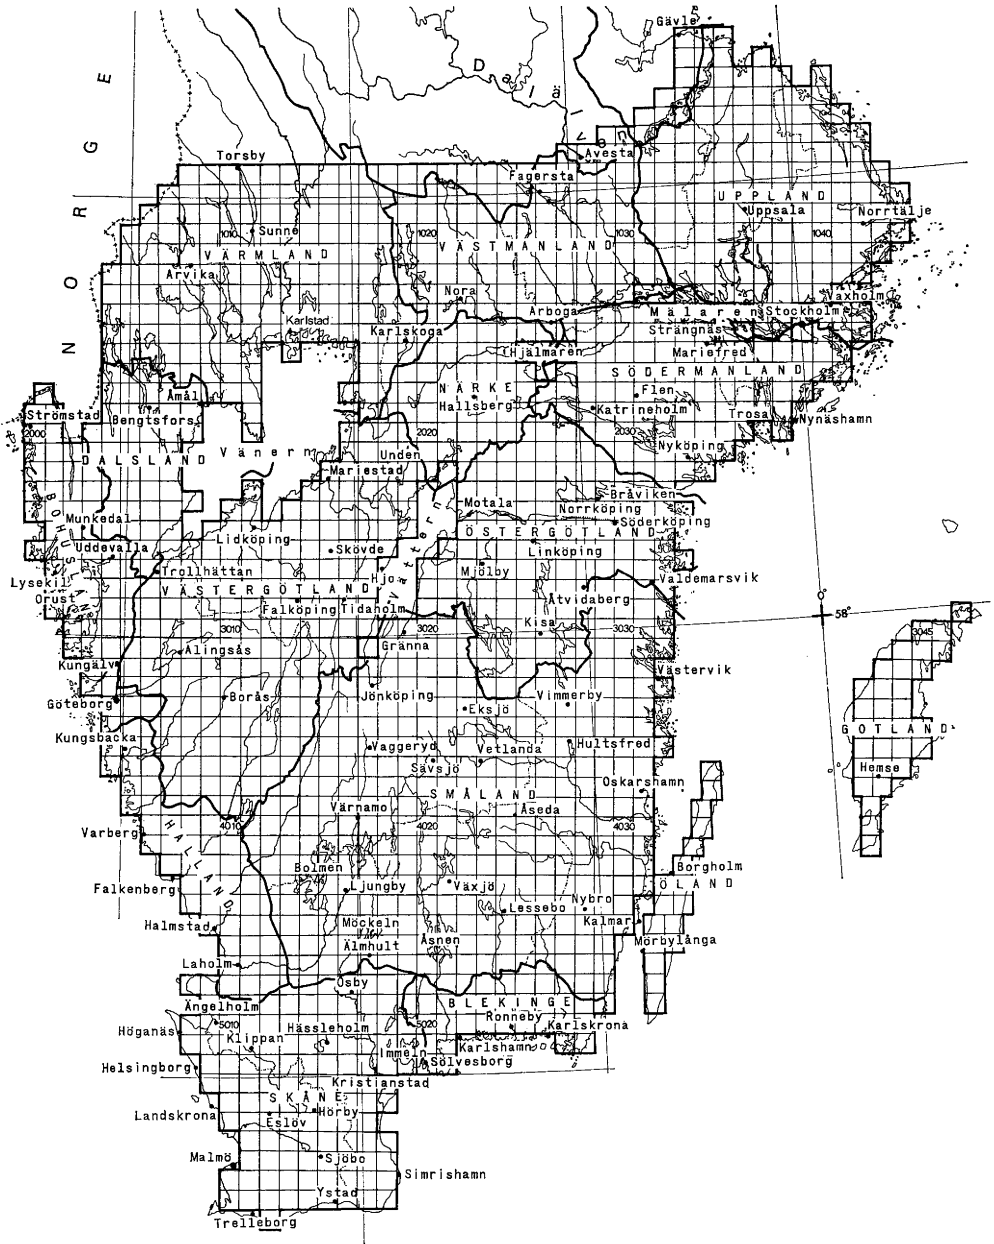 Gävle
Dalälven
NORGE
Avesta
Torsby
Fagersta
UPPLAND
Uppsala
Norrtälje
Sunne
1010
1020
1030
1040
VÄRMLAND
VÄSTMANLAND
Arvika
Nora
Vaxholm
Arboga
Mälaren
Stockholm
Karlstad
Karlskoga
Strängnäs
(Hjälmaren
Mariefred
SÖDERMANLAND
NÄRKE
Åmål
Flen
Hallsberg
Katrineholm
Strömstad
Bengtsfors
Trosa
Nynäshamn
2000
2020
2030
Nyköping
DALSLAND
Vänern
Unden
Mariestad
BOHUSLÄN
Bråviken
Motala
Norrköping
Munkedal
Söderköping
ÖSTERGÖTLAND
Lidköping
Vättern
Uddevalla
Skövde
Linköping
Trollhättan
Hjo
Mjölby
Valdemarsvik
Lysekil
VÄSTERGÖTLAND
Åtvidaberg
Orust
Falköping
Tidaholm
58°
3010
3020
Kisa
3030
3045
Alingsås
Gränna
Kungälv
Västervik
Göteborg
Borås
Jönköping
Vimmerby
Eksjö
GOTLAND
Kungsbacka
Vaggeryd
Vetlanda
Hultsfred
Sävsjö
Hemse
Oskarshamn
SMÅLAND
Värnamo
Åseda
Varberg
HALLAND
4010
4020
4030
Bolmen
Borgholm
Falkenberg
Ljungby
Växjö
ÖLAND
Nybro
Lessebo
Halmstad
Möckeln
Kalmar
Älmhult
Åsnen
Mörbylånga
Laholm
Osby
BLEKINGE
Ängelholm
Ronneby
Höganäs
5010
Hässleholm
5020
Karlskrona
Klippan
Immeln
Karlshamn
Helsingborg
Sölvesborg
Kristianstad
SKÅNE
Landskrona
Hörby
Eslöv
Malmö
Sjöbo
Simrishamn
Ystad
Trelleborg